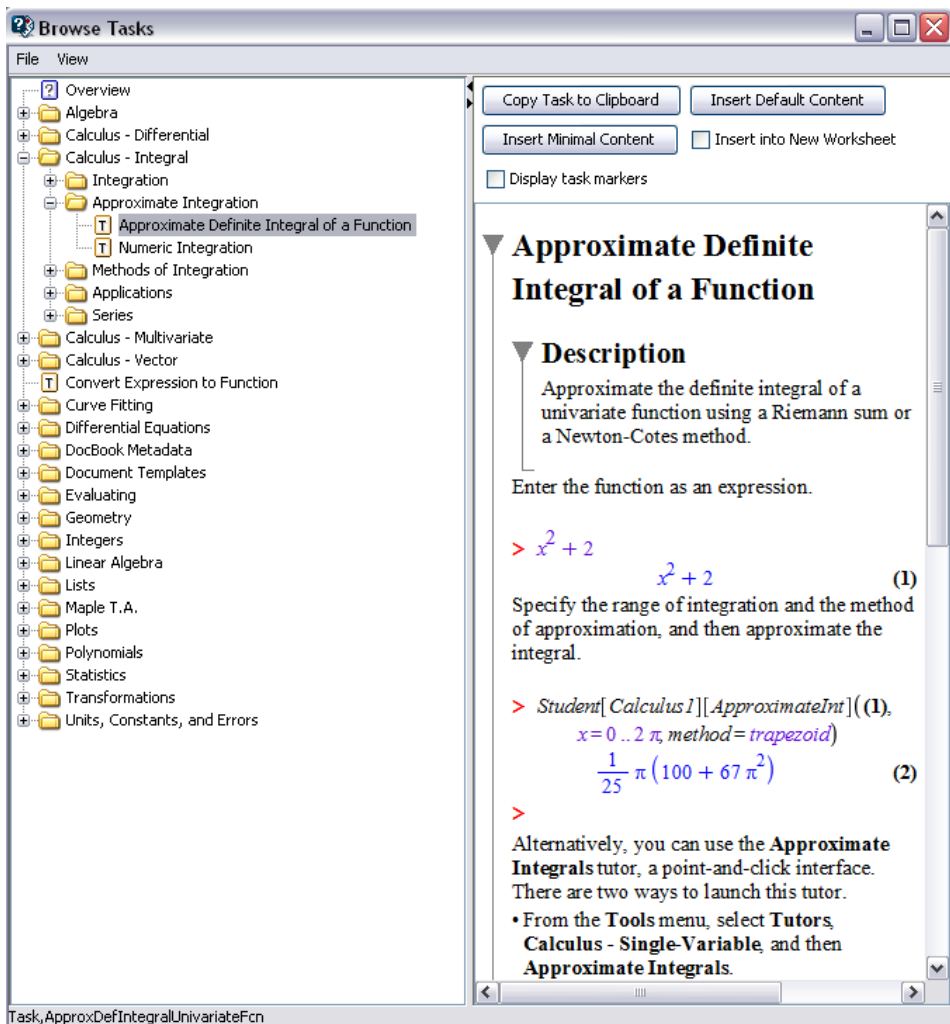 Browse Tasks
File View
Overview
Algebra
Calculus - Differential
Calculus - Integral
Integration
Approximate Integration
T Approximate Definite Integral of a Function
T Numeric Integration
Methods of Integration
Applications
Series
Calculus - Multivariate
Calculus - Vector
T Convert Expression to Function
Curve Fitting
Differential Equations
DocBook Metadata
Document Templates
Evaluating
Geometry
Integers
Linear Algebra
Lists
Maple T.A.
Plots
Polynomials
Statistics
Transformations
Units, Constants, and Errors
Copy Task to Clipboard Insert Default Content
Insert Minimal Content Insert into New Worksheet
Display task markers
Approximate Definite
Integral of a Function
Description
Approximate the definite integral of a
univariate function using a Riemann sum or
a Newton-Cotes method.
Enter the function as an expression.
> x² + 2
x² + 2 (1)
Specify the range of integration and the method
of approximation, and then approximate the
integral.
> Student[Calculus1][ApproximateInt]((1),
x = 0 .. 2 π, method = trapezoid)
1/25 π (100 + 67 π²) (2)
>
Alternatively, you can use the Approximate
Integrals tutor, a point-and-click interface.
There are two ways to launch this tutor.
• From the Tools menu, select Tutors,
Calculus - Single-Variable, and then
Approximate Integrals.
Task,ApproxDefIntegralUnivariateFcn